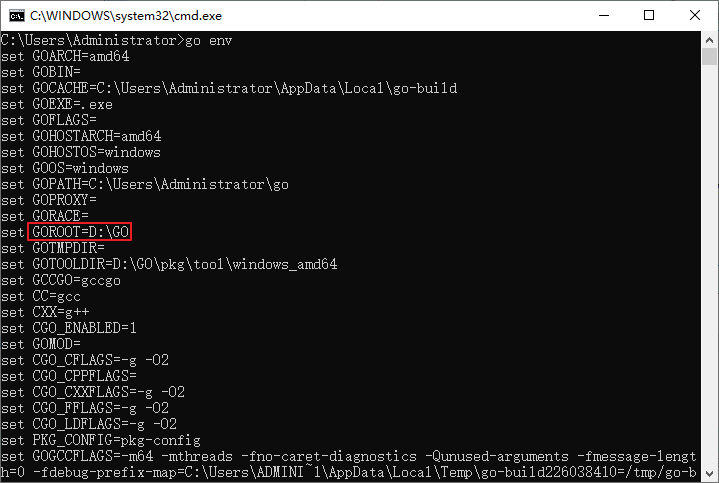 C:\WINDOWS\system32\cmd.exe
C:\Users\Administrator>go env
set GOARCH=amd64
set GOBIN=
set GOCACHE=C:\Users\Administrator\AppData\Local\go-build
set GOEXE=.exe
set GOFLAGS=
set GOHOSTARCH=amd64
set GOHOSTOS=windows
set GOOS=windows
set GOPATH=C:\Users\Administrator\go
set GOPROXY=
set GORACE=
set GOROOT=D:\GO
set GOTMPDIR=
set GOTOOLDIR=D:\GO\pkg\tool\windows_amd64
set GCCGO=gccgo
set CC=gcc
set CXX=g++
set CGO_ENABLED=1
set GOMOD=
set CGO_CFLAGS=-g -O2
set CGO_CPPFLAGS=
set CGO_CXXFLAGS=-g -O2
set CGO_FFLAGS=-g -O2
set CGO_LDFLAGS=-g -O2
set PKG_CONFIG=pkg-config
set GOGCCFLAGS=-m64 -mthreads -fno-caret-diagnostics -Qunused-arguments -fmessage-lengt
h=0 -fdebug-prefix-map=C:\Users\ADMINI~1\AppData\Local\Temp\go-build226038410=/tmp/go-b